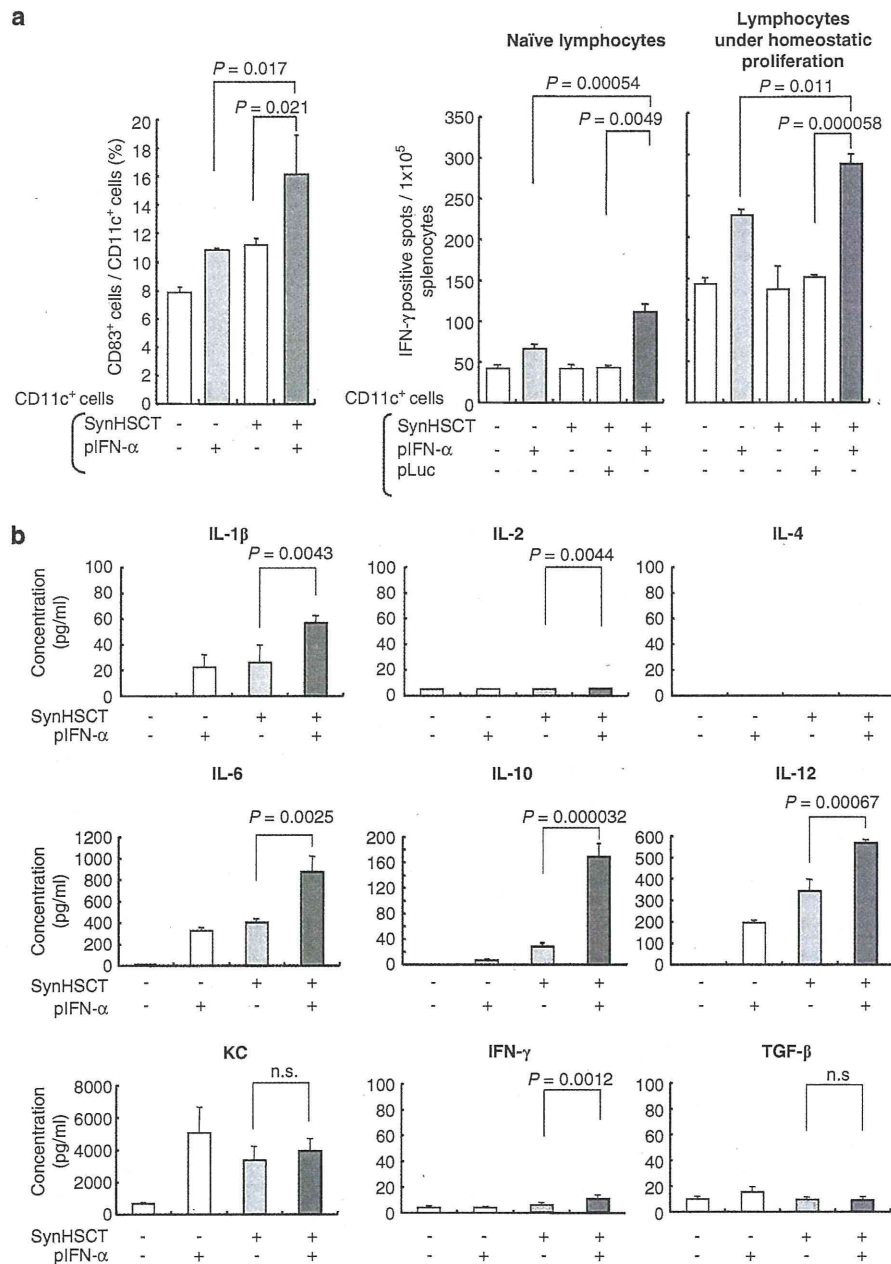 a
P = 0.017
P = 0.021
20
18
16
14
12
10
8
6
4
2
0
CD83+ cells / CD11c+ cells (%)
CD11c+ cells
SynHSCT - - + +
pIFN-α - + - +
Naïve lymphocytes
Lymphocytes
under homeostatic
proliferation
P = 0.00054
P = 0.0049
P = 0.011
P = 0.000058
350
300
250
200
150
100
50
0
IFN-γ positive spots / 1x10⁵
splenocytes
CD11c+ cells
SynHSCT - - + + + - - + + +
pIFN-α - + - - + - + - - +
pLuc - - - + - - - - + -
b
IL-1β
P = 0.0043
100
80
60
40
20
0
Concentration
(pg/ml)
SynHSCT - - + +
pIFN-α - + - +
IL-2
P = 0.0044
100
80
60
40
20
0
- - + +
- + - +
IL-4
100
80
60
40
20
0
- - + +
- + - +
IL-6
P = 0.0025
1200
1000
800
600
400
200
0
Concentration
(pg/ml)
SynHSCT - - + +
pIFN-α - + - +
IL-10
P = 0.000032
200
160
120
80
40
0
- - + +
- + - +
IL-12
P = 0.00067
600
500
400
300
200
100
0
- - + +
- + - +
KC
n.s.
8000
6000
4000
2000
0
Concentration
(pg/ml)
SynHSCT - - + +
pIFN-α - + - +
IFN-γ
P = 0.0012
100
80
60
40
20
0
- - + +
- + - +
TGF-β
n.s
100
80
60
40
20
0
- - + +
- + - +